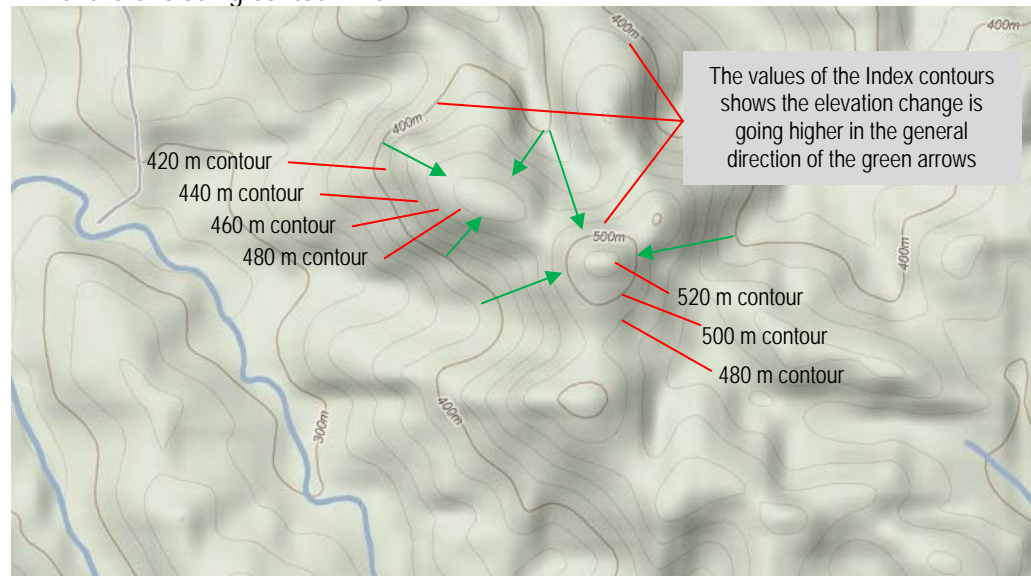 400m
400m
The values of the Index contours
shows the elevation change is
going higher in the general
direction of the green arrows
400m
420 m contour
440 m contour
460 m contour
480 m contour
500m
400m
520 m contour
500 m contour
480 m contour
400m
300m